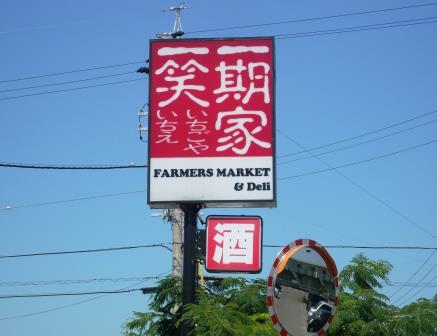 一期家
一笑
いちごや
いちえ
FARMERS MARKET
& Deli
酒